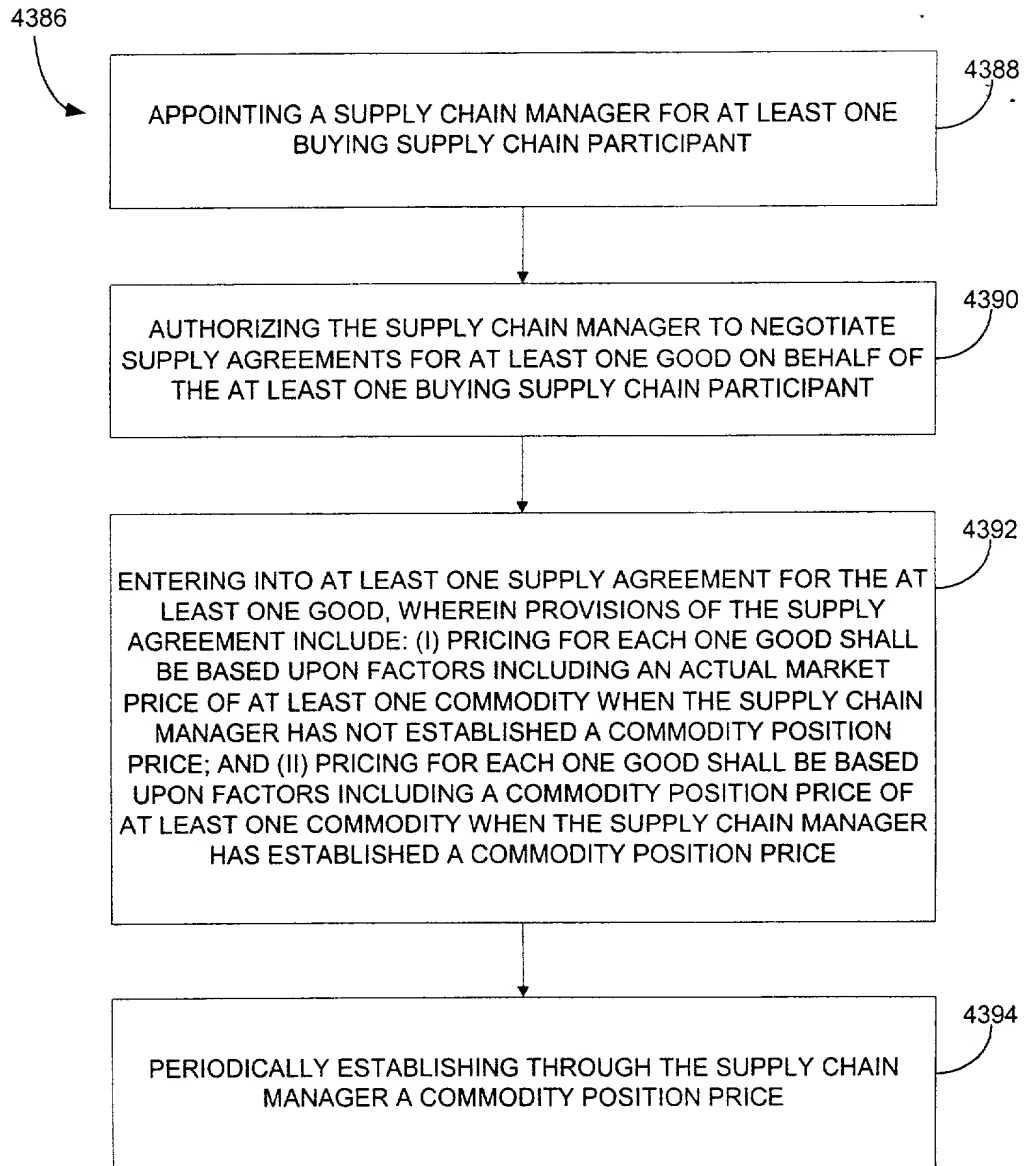 4386
4388
APPOINTING A SUPPLY CHAIN MANAGER FOR AT LEAST ONE
BUYING SUPPLY CHAIN PARTICIPANT
4390
AUTHORIZING THE SUPPLY CHAIN MANAGER TO NEGOTIATE
SUPPLY AGREEMENTS FOR AT LEAST ONE GOOD ON BEHALF OF
THE AT LEAST ONE BUYING SUPPLY CHAIN PARTICIPANT
4392
ENTERING INTO AT LEAST ONE SUPPLY AGREEMENT FOR THE AT
LEAST ONE GOOD, WHEREIN PROVISIONS OF THE SUPPLY
AGREEMENT INCLUDE: (I) PRICING FOR EACH ONE GOOD SHALL
BE BASED UPON FACTORS INCLUDING AN ACTUAL MARKET
PRICE OF AT LEAST ONE COMMODITY WHEN THE SUPPLY CHAIN
MANAGER HAS NOT ESTABLISHED A COMMODITY POSITION
PRICE; AND (II) PRICING FOR EACH ONE GOOD SHALL BE BASED
UPON FACTORS INCLUDING A COMMODITY POSITION PRICE OF
AT LEAST ONE COMMODITY WHEN THE SUPPLY CHAIN MANAGER
HAS ESTABLISHED A COMMODITY POSITION PRICE
4394
PERIODICALLY ESTABLISHING THROUGH THE SUPPLY CHAIN
MANAGER A COMMODITY POSITION PRICE